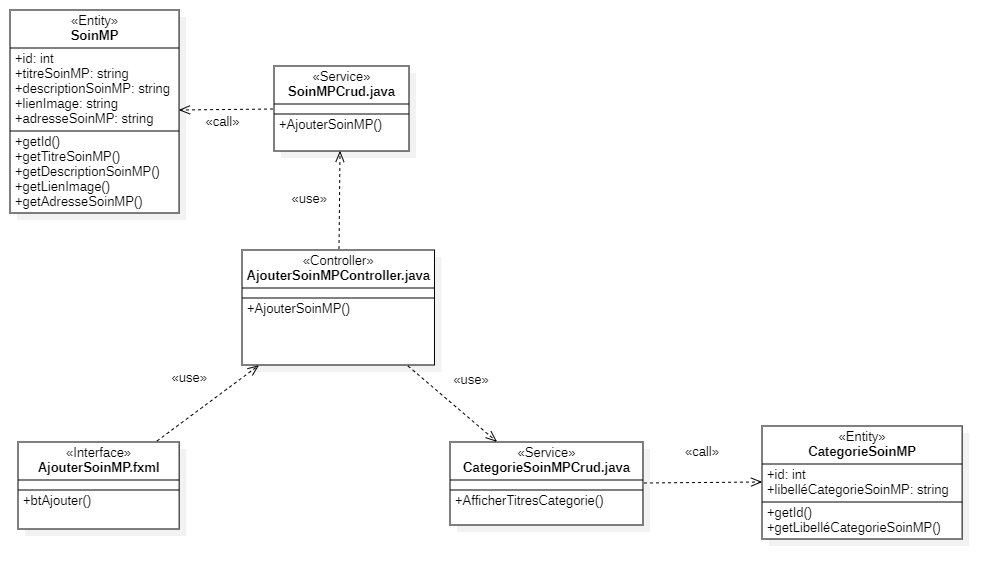 «Entity»
SoinMP
+id: int
+titreSoinMP: string
+descriptionSoinMP: string
+lienImage: string
+adresseSoinMP: string
+getId()
+getTitreSoinMP()
+getDescriptionSoinMP()
+getLienImage()
+getAdresseSoinMP()
«call»
«Service»
SoinMPCrud.java
+AjouterSoinMP()
«use»
«Controller»
AjouterSoinMPController.java
+AjouterSoinMP()
«use»
«use»
«Interface»
AjouterSoinMP.fxml
+btAjouter()
«Service»
CategorieSoinMPCrud.java
+AfficherTitresCategorie()
«call»
«Entity»
CategorieSoinMP
+id: int
+libelléCategorieSoinMP: string
+getId()
+getLibelléCategorieSoinMP()